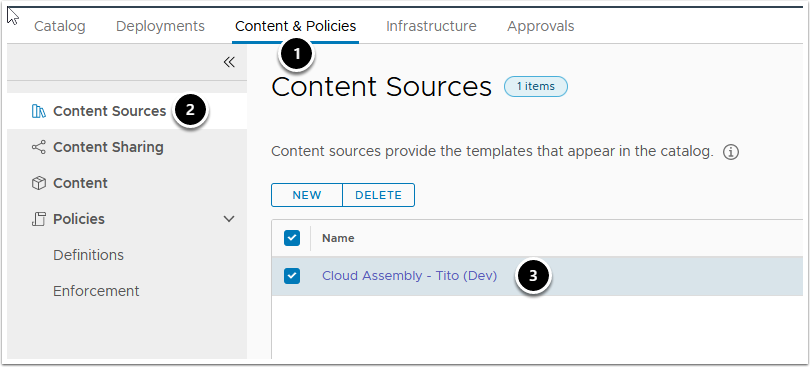 Catalog Deployments Content & Policies Infrastructure Approvals
1
Content Sources 2
Content Sharing
Content
Policies
Definitions
Enforcement
Content Sources 1 items
Content sources provide the templates that appear in the catalog.
NEW DELETE
Name
Cloud Assembly - Tito (Dev) 3